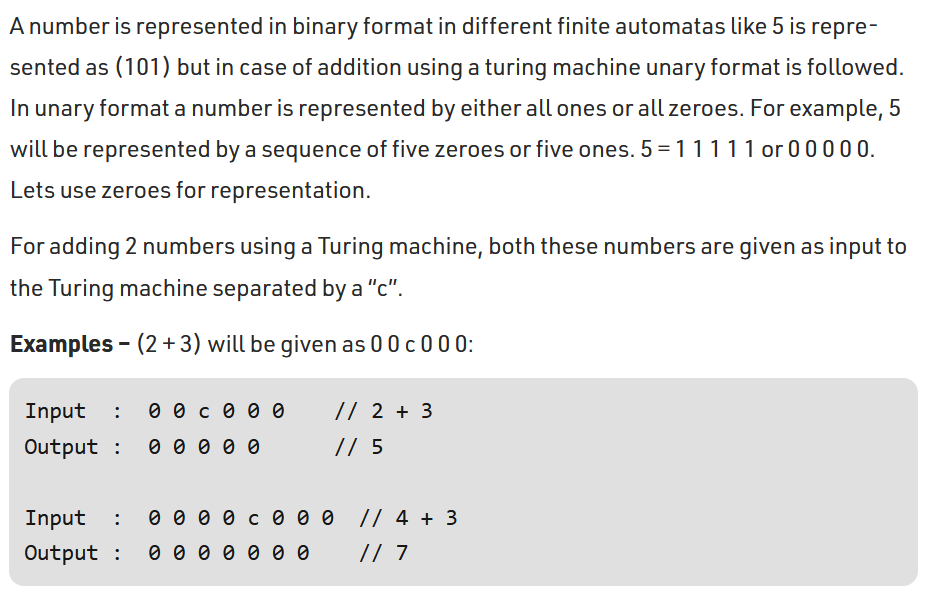 A number is represented in binary format in different finite automatas like 5 is repre-
sented as (101) but in case of addition using a turing machine unary format is followed.
In unary format a number is represented by either all ones or all zeroes. For example, 5
will be represented by a sequence of five zeroes or five ones. 5 = 1 1 1 1 1 or 0 0 0 0 0.
Lets use zeroes for representation.
For adding 2 numbers using a Turing machine, both these numbers are given as input to
the Turing machine separated by a “c”.
Examples – (2 + 3) will be given as 0 0 c 0 0 0:
Input  :  0 0 c 0 0 0    // 2 + 3
Output :  0 0 0 0 0      // 5
Input  :  0 0 0 0 c 0 0 0  // 4 + 3
Output :  0 0 0 0 0 0 0    // 7